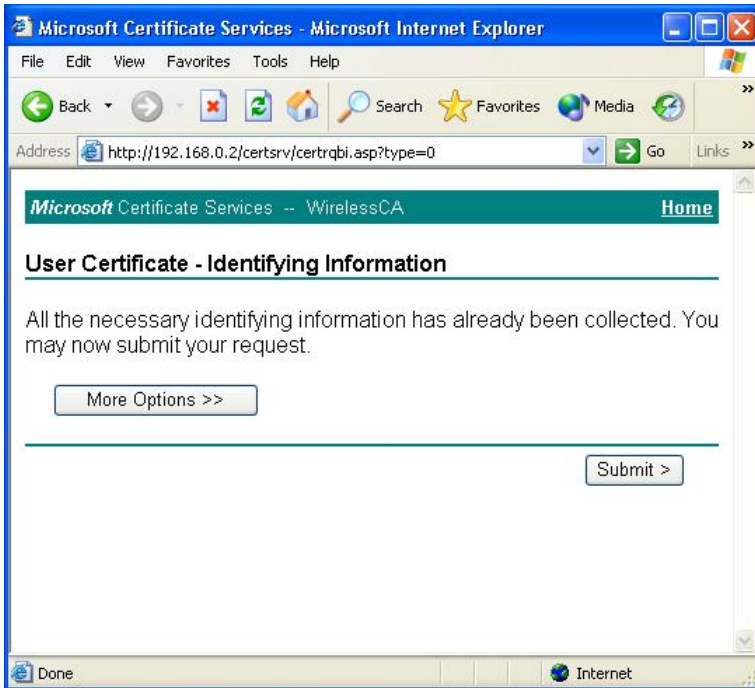 Microsoft Certificate Services - Microsoft Internet Explorer
File Edit View Favorites Tools Help
Back Search Favorites Media
Address http://192.168.0.2/certsrv/certrqbi.asp?type=0 Go Links
Microsoft Certificate Services -- WirelessCA Home
User Certificate - Identifying Information
All the necessary identifying information has already been collected. You
may now submit your request.
More Options >>
Submit >
Done Internet